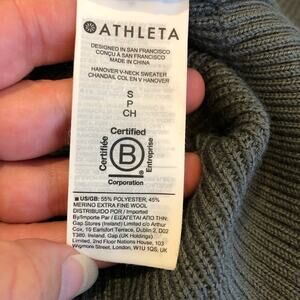 ATHLETA
DESIGNED IN SAN FRANCISCO
CONÇU À SAN FRANCISCO
MADE IN CHINA
HANOVER V-NECK SWEATER
CHANDAIL COL EN V HANOVER
S
P
CH
Certified
Certifiée
B
Entreprise
Corporation
US/GB: 55% POLYESTER, 45%
MERINO EXTRA FINE WOOL
DISTRIBUIDO POR / Imported
By/Importé Par / ΕΙΣΑΓΕΤΑΙ ΑΠΟ ΤΗΝ:
Gap Stores (Ireland) Limited c/o Arthur
Cox, 15 Earlsfort Terrace, Dublin 2, D02
T380, Ireland, Gap (UK Holdings)
Limited, 2nd Floor Nations House, 103
Wigmore Street, London, W1U 1QS, UK